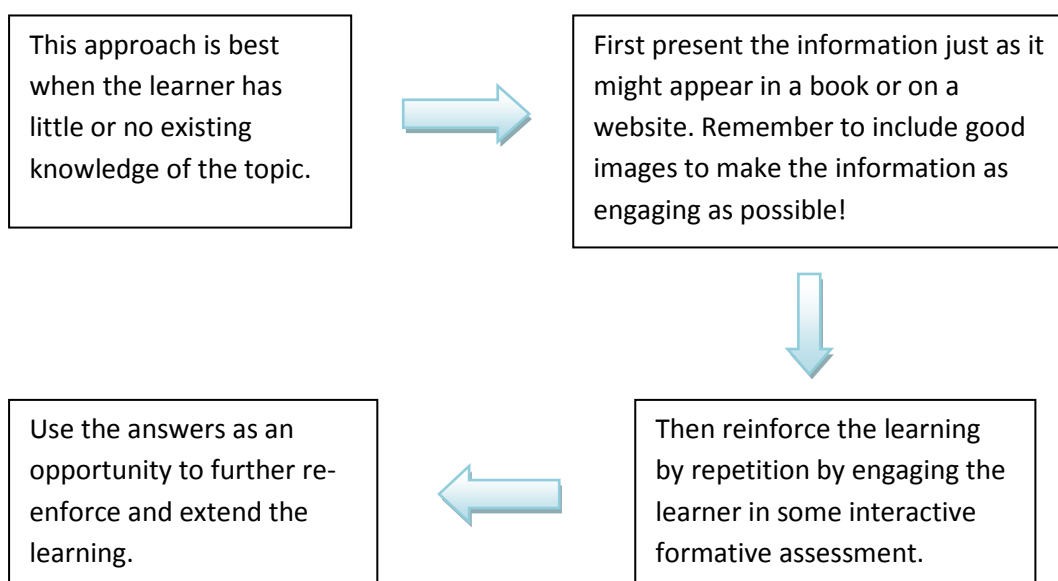 This approach is best
when the learner has
little or no existing
knowledge of the topic.
First present the information just as it
might appear in a book or on a
website. Remember to include good
images to make the information as
engaging as possible!
Then reinforce the learning
by repetition by engaging the
learner in some interactive
formative assessment.
Use the answers as an
opportunity to further re-
enforce and extend the
learning.